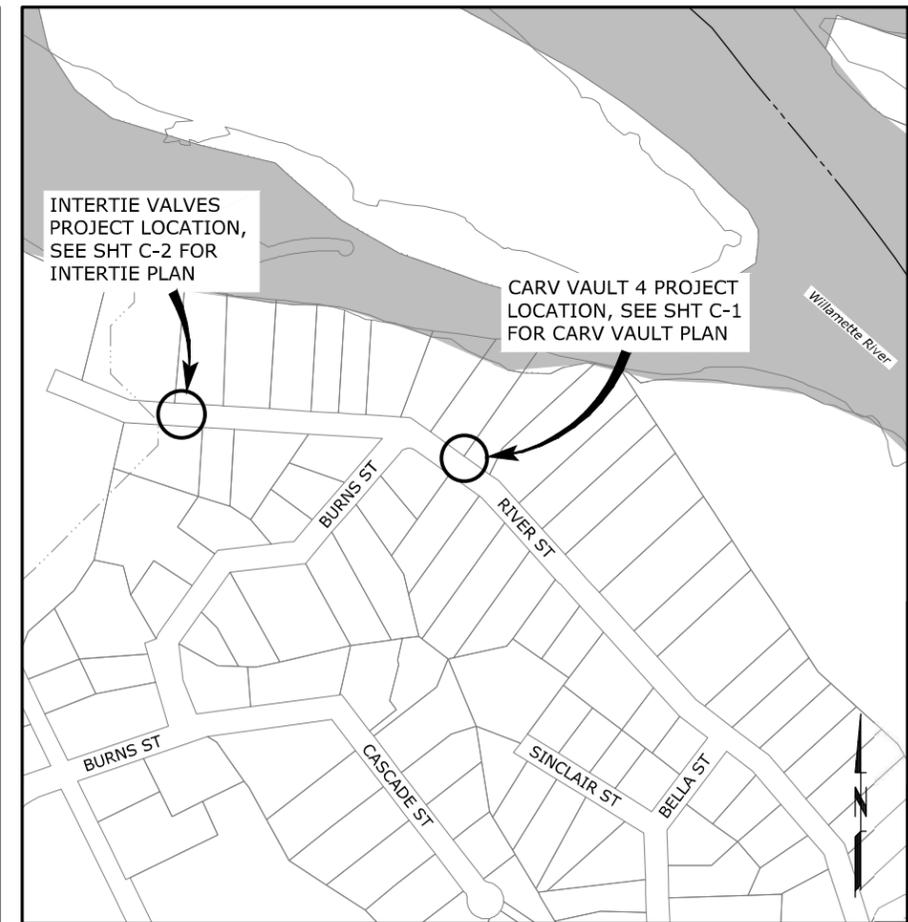 INTERTIE VALVES
PROJECT LOCATION,
SEE SHT C-2 FOR
INTERTIE PLAN
CARV VAULT 4 PROJECT
LOCATION, SEE SHT C-1
FOR CARV VAULT PLAN
Willamette River
BURNS ST
RIVER ST
BURNS ST
CASCADE ST
SINCLAIR ST
BELLA ST
N